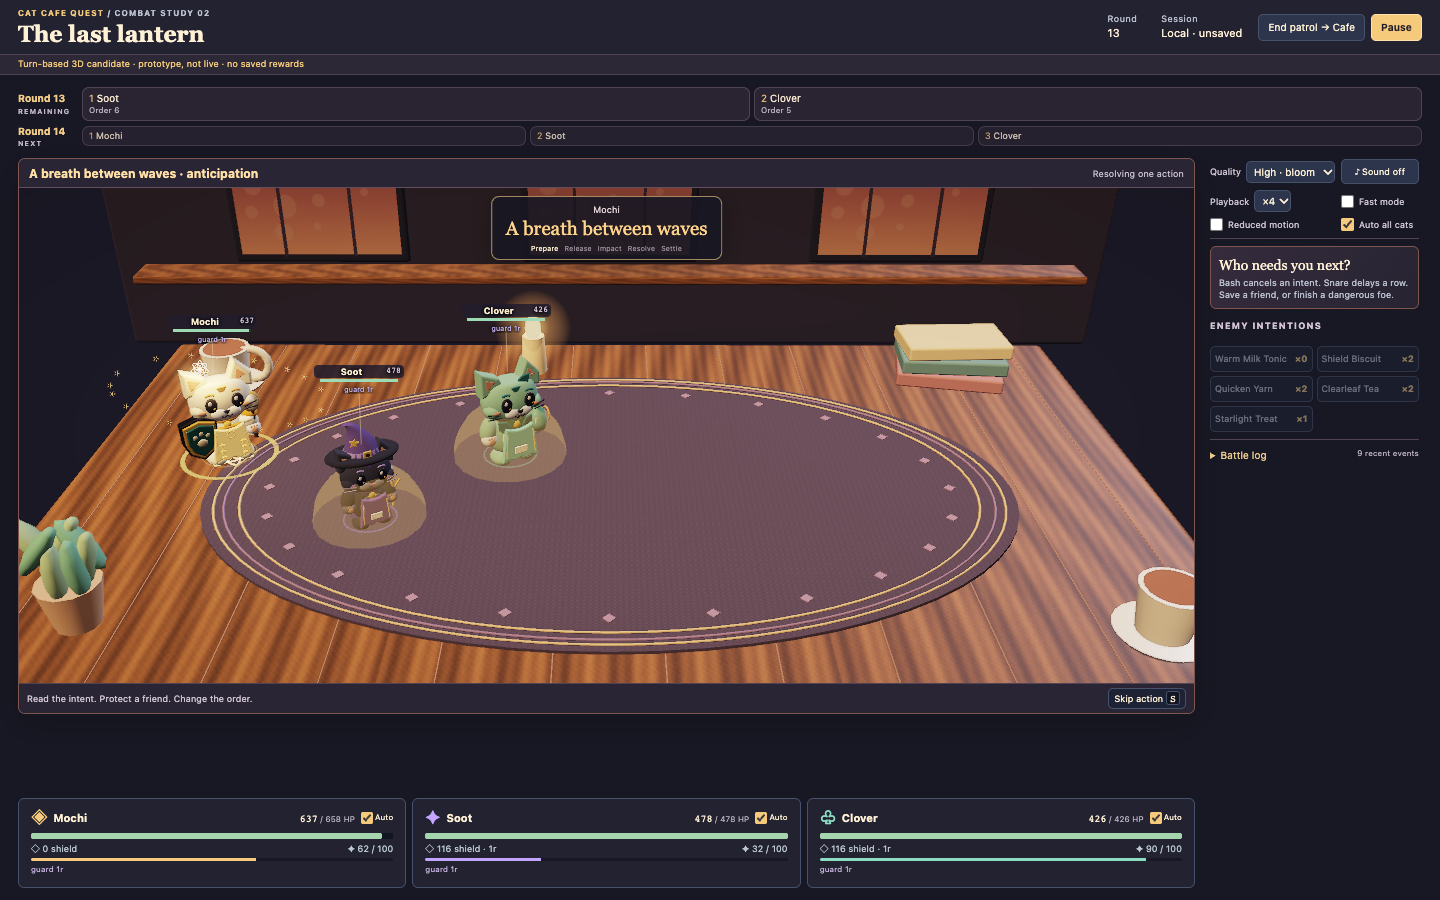 CAT CAFE QUEST / COMBAT STUDY 02
The last lantern
Round
13
Session
Local · unsaved
End patrol → Cafe
Pause
Turn-based 3D candidate · prototype, not live · no saved rewards
Round 13
REMAINING
1 Soot
Order 6
2 Clover
Order 5
Round 14
NEXT
1 Mochi
2 Soot
3 Clover
A breath between waves · anticipation
Resolving one action
Mochi
A breath between waves
Prepare Release Impact Resolve Settle
Mochi 637
guard 1r
Soot 478
guard 1r
Clover 426
guard 1r
Read the intent. Protect a friend. Change the order.
Skip action S
Quality High · bloom
♪ Sound off
Playback ×4
Fast mode
Reduced motion
Auto all cats
Who needs you next?
Bash cancels an intent. Snare delays a row.
Save a friend, or finish a dangerous foe.
ENEMY INTENTIONS
Warm Milk Tonic ×0
Shield Biscuit ×2
Quicken Yarn ×2
Clearleaf Tea ×2
Starlight Treat ×1
Battle log
9 recent events
Mochi
637 / 658 HP
Auto
0 shield
62 / 100
guard 1r
Soot
478 / 478 HP
Auto
116 shield · 1r
32 / 100
guard 1r
Clover
426 / 426 HP
Auto
116 shield · 1r
90 / 100
guard 1r